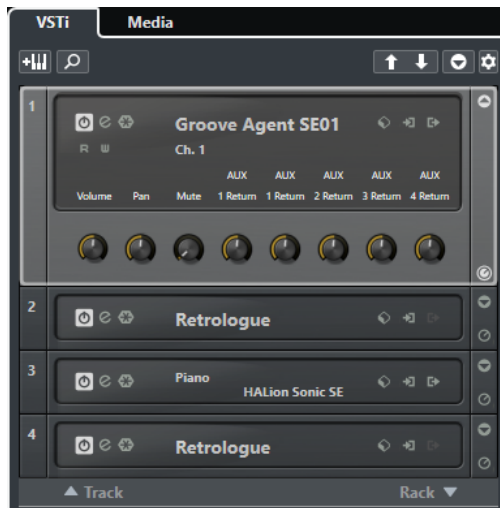 VSTi Media
1
Groove Agent SE01
R W
Ch. 1
AUX AUX AUX AUX AUX
Volume Pan Mute 1 Return 1 Return 2 Return 3 Return 4 Return
2
Retrologue
3
Piano
HALion Sonic SE
4
Retrologue
Track Rack